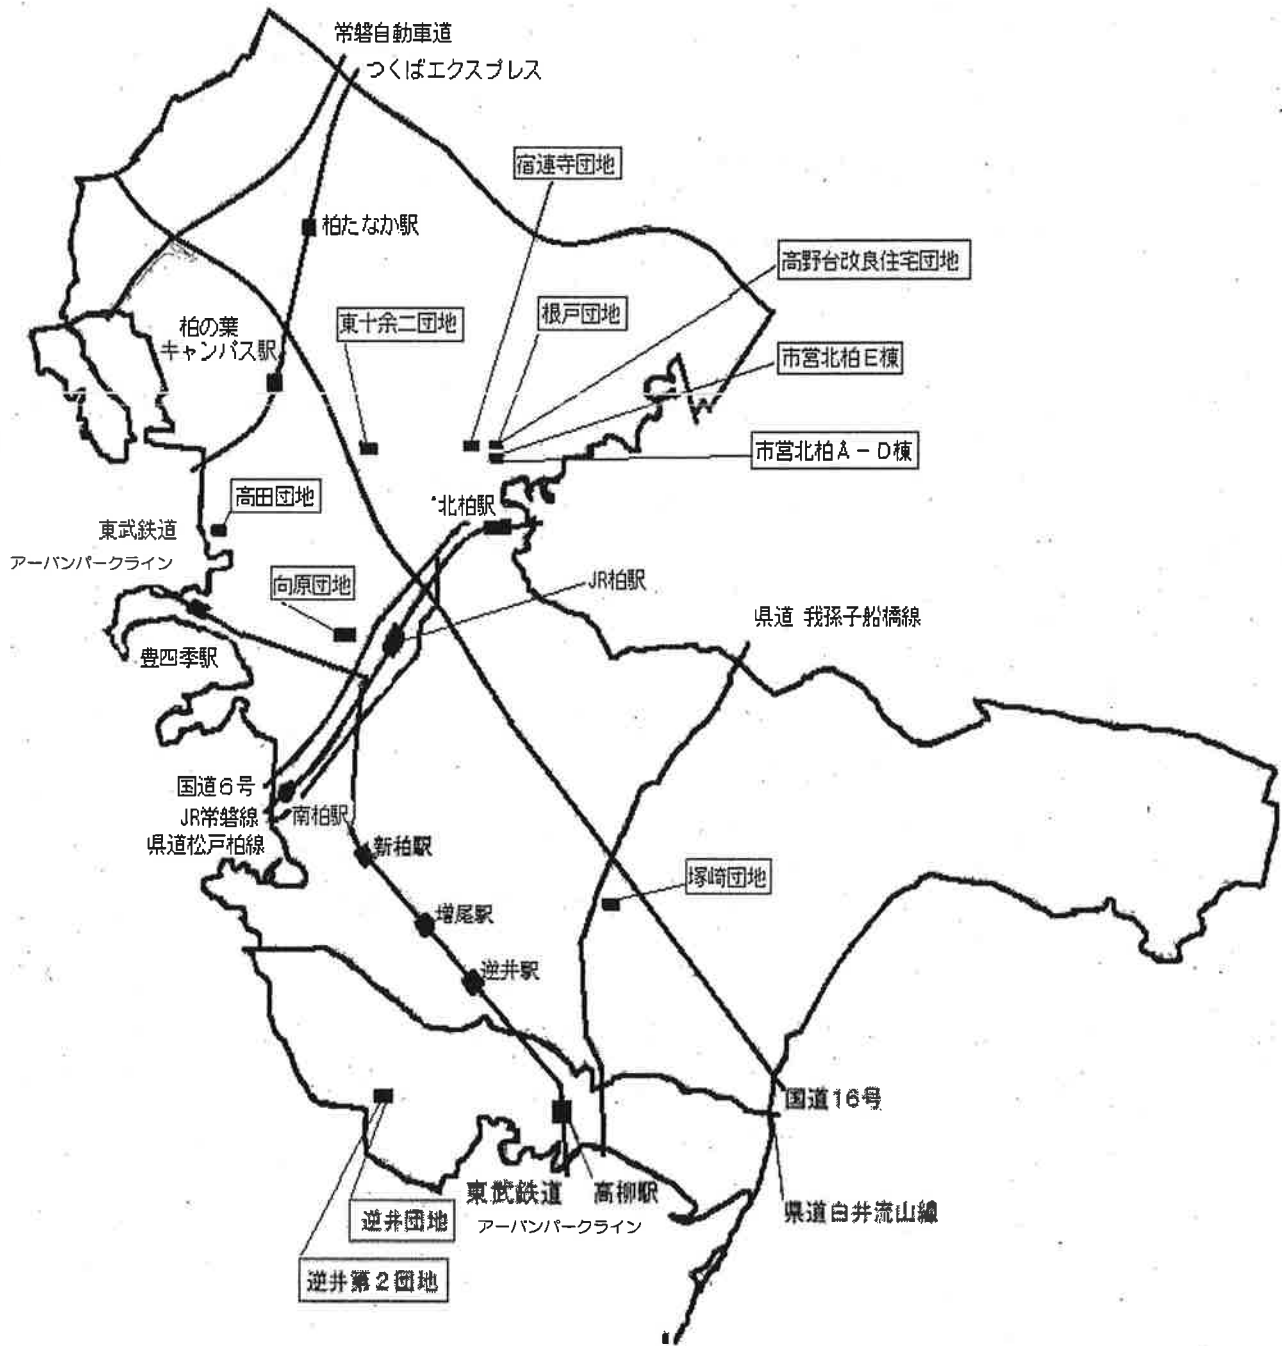 常磐自動車道
つくばエクスプレス
宿連寺団地
柏たなか駅
高野台改良住宅団地
根戸団地
東十余二団地
柏の葉
キャンパス駅
市営北柏E棟
市営北柏A－D棟
高田団地
北柏駅
東武鉄道
アーバンパークライン
向原団地
JR柏駅
県道 我孫子船橋線
豊四季駅
国道6号
JR常磐線
南柏駅
県道松戸柏線
新柏駅
塚崎団地
増尾駅
逆井駅
国道16号
東武鉄道
高柳駅
アーバンパークライン
県道白井流山線
逆井団地
逆井第2団地